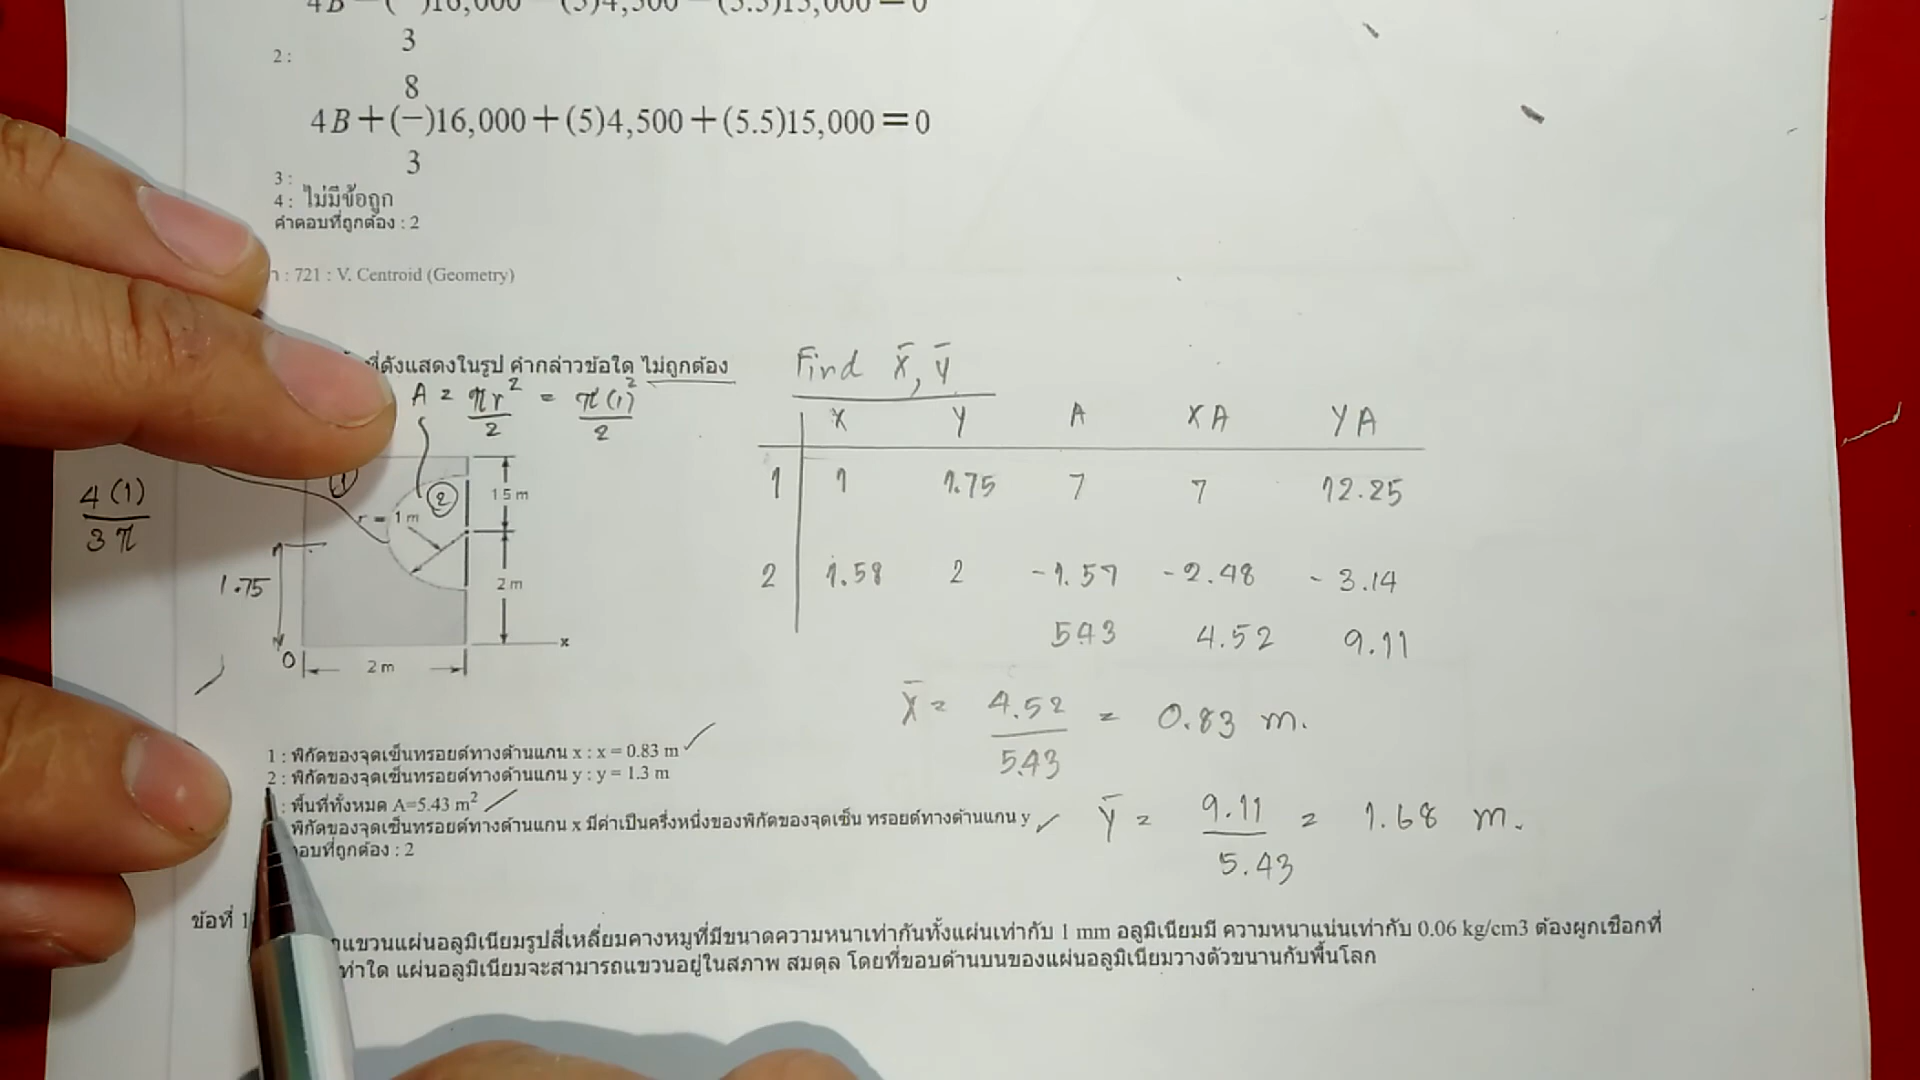 4B − ( )16,000 − (5)4,500 − (5.5)15,000 = 0
3
2 :
8
4B + (—)16,000 + (5)4,500 + (5.5)15,000 = 0
3
3 :
4 : ไม่มีข้อถูก
คำตอบที่ถูกต้อง : 2
: 721 : V. Centroid (Geometry)
ที่ดังแสดงในรูป คำกล่าวข้อใด ไม่ถูกต้อง
A = πr²/2 = π(1)²/2
4(1)/3π
1
2
r = 1 m
1.5 m
2 m
1.75
x
O
2 m
Find X̄, Ȳ
X Y A XA YA
1 1 1.75 7 7 12.25
2 1.58 2 -1.57 -2.48 -3.14
5.43 4.52 9.11
X̄ = 4.52/5.43 = 0.83 m.
Ȳ = 9.11/5.43 = 1.68 m.
1 : พิกัดของจุดเซ็นทรอยด์ทางด้านแกน x : x = 0.83 m ✓
2 : พิกัดของจุดเซ็นทรอยด์ทางด้านแกน y : y = 1.3 m
: พื้นที่ทั้งหมด A=5.43 m²
พิกัดของจุดเซ็นทรอยด์ทางด้านแกน x มีค่าเป็นครึ่งหนึ่งของพิกัดของจุดเซ็น ทรอยด์ทางด้านแกน y ✓
ตอบที่ถูกต้อง : 2
ข้อที่ 1
แขวนแผ่นอลูมิเนียมรูปสี่เหลี่ยมคางหมูที่มีขนาดความหนาเท่ากันทั้งแผ่นเท่ากับ 1 mm อลูมิเนียมมี ความหนาแน่นเท่ากับ 0.06 kg/cm3 ต้องผูกเชือกที่
เท่าใด แผ่นอลูมิเนียมจะสามารถแขวนอยู่ในสภาพ สมดุล โดยที่ขอบด้านบนของแผ่นอลูมิเนียมวางตัวขนานกับพื้นโลก